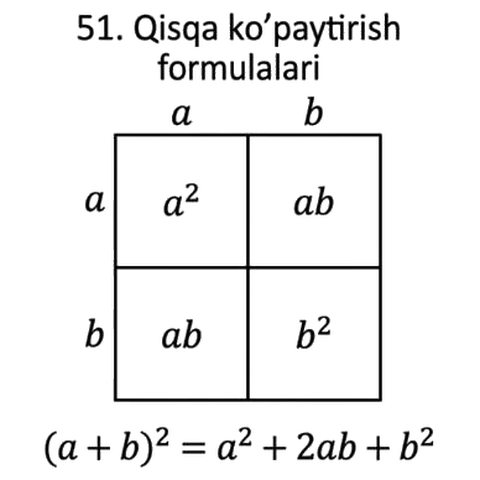 51. Qisqa ko’paytirish
formulalari
a b
a a² ab
b ab b²
(a + b)² = a² + 2ab + b²